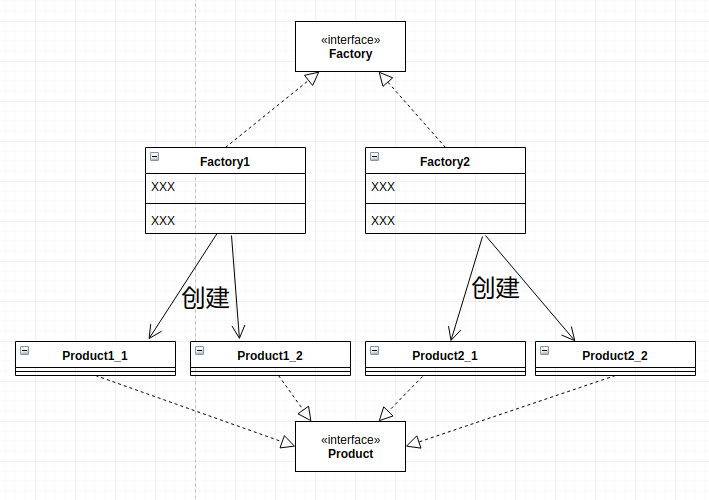 «interface»
Factory
Factory1
XXX
XXX
Factory2
XXX
XXX
创建
创建
Product1_1
Product1_2
Product2_1
Product2_2
«interface»
Product